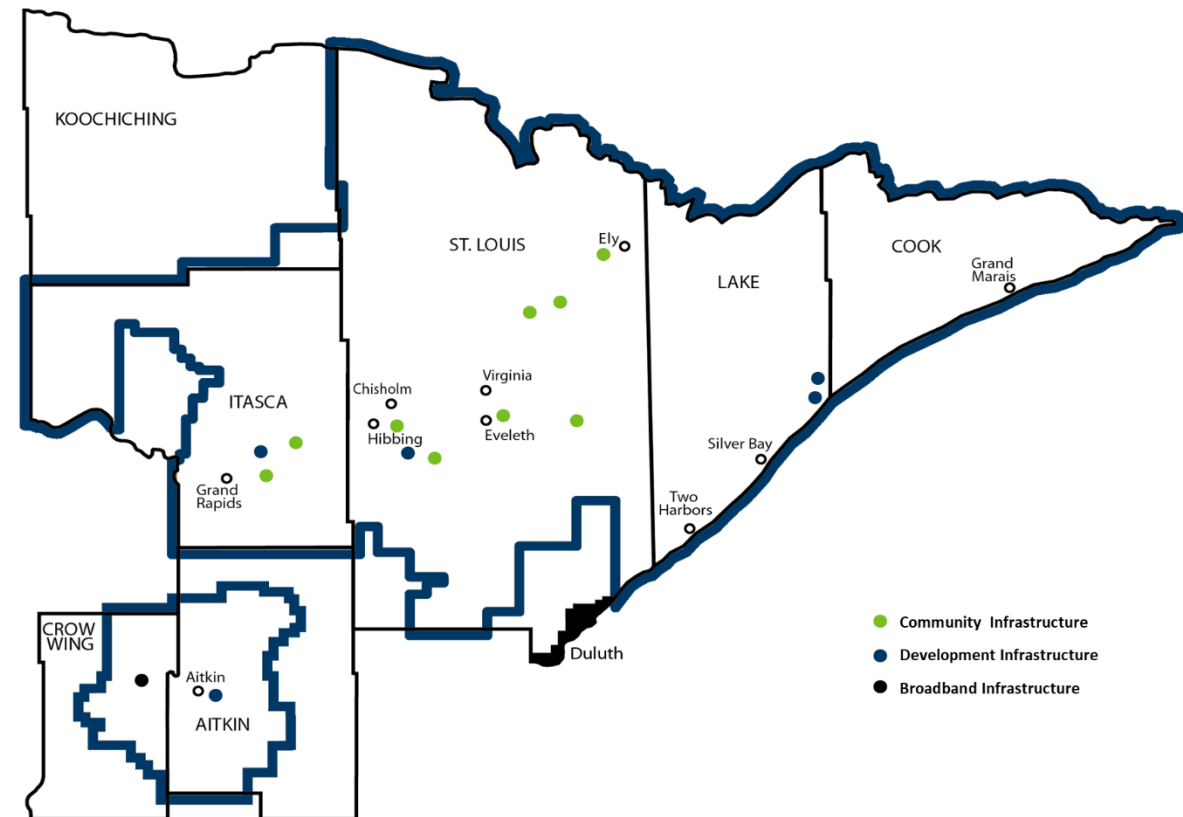 KOOCHICHING
ST. LOUIS
Ely
COOK
LAKE
Grand
Marais
Virginia
Chisholm
ITASCA
Hibbing
Eveleth
Silver Bay
Grand
Rapids
Two
Harbors
CROW
WING
Duluth
Aitkin
AITKIN
Community Infrastructure
Development Infrastructure
Broadband Infrastructure